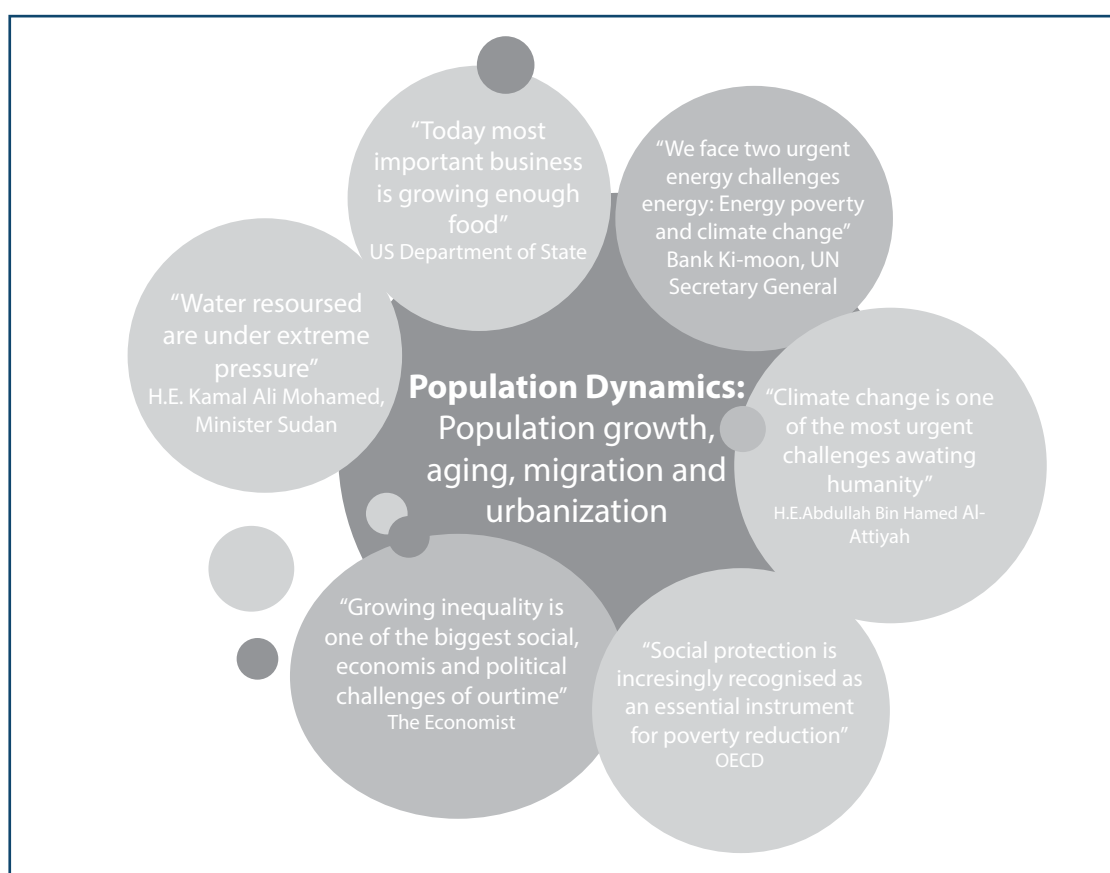 “Today most
important business
is growing enough
food”
US Department of State
“We face two urgent
energy challenges
energy: Energy poverty
and climate change”
Bank Ki-moon, UN
Secretary General
“Water resoursed
are under extreme
pressure”
H.E. Kamal Ali Mohamed,
Minister Sudan
Population Dynamics:
Population growth,
aging, migration and
urbanization
“Climate change is one
of the most urgent
challenges awating
humanity”
H.E.Abdullah Bin Hamed Al-
Attiyah
“Growing inequality is
one of the biggest social,
economis and political
challenges of ourtime”
The Economist
“Social protection is
incresingly recognised as
an essential instrument
for poverty reduction”
OECD